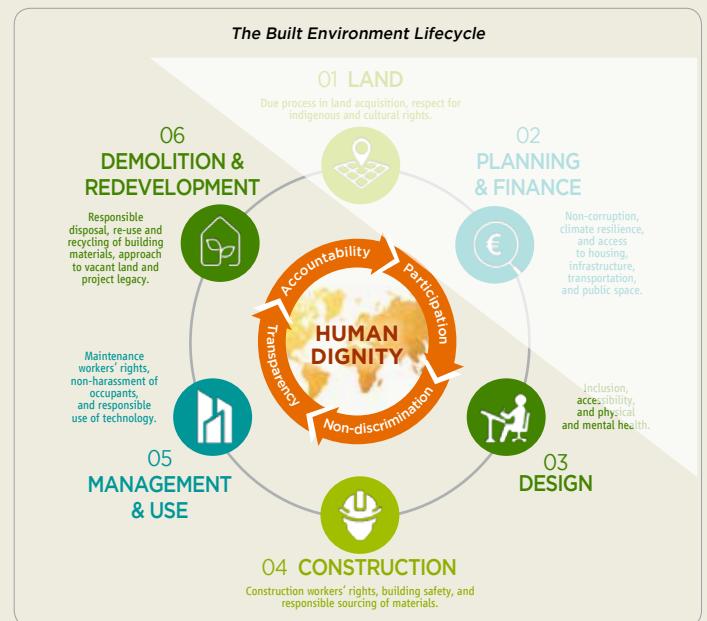 The Built Environment Lifecycle
01 LAND
Due process in land acquisition, respect for
indigenous and cultural rights.
02
PLANNING
& FINANCE
Non-corruption,
climate resilience,
and access
to housing,
infrastructure,
transportation,
and public space.
Inclusion,
accessibility,
and physical
and mental health.
03
DESIGN
04 CONSTRUCTION
Construction workers' rights, building safety, and
responsible sourcing of materials.
Maintenance
workers' rights,
non-harassment of
occupants,
and responsible
use of technology.
05
MANAGEMENT
& USE
06
DEMOLITION &
REDEVELOPMENT
Responsible
disposal, re-use and
recycling of building
materials, approach
to vacant land and
project legacy.
Accountability
Participation
Non-discrimination
Transparency
HUMAN
DIGNITY
€